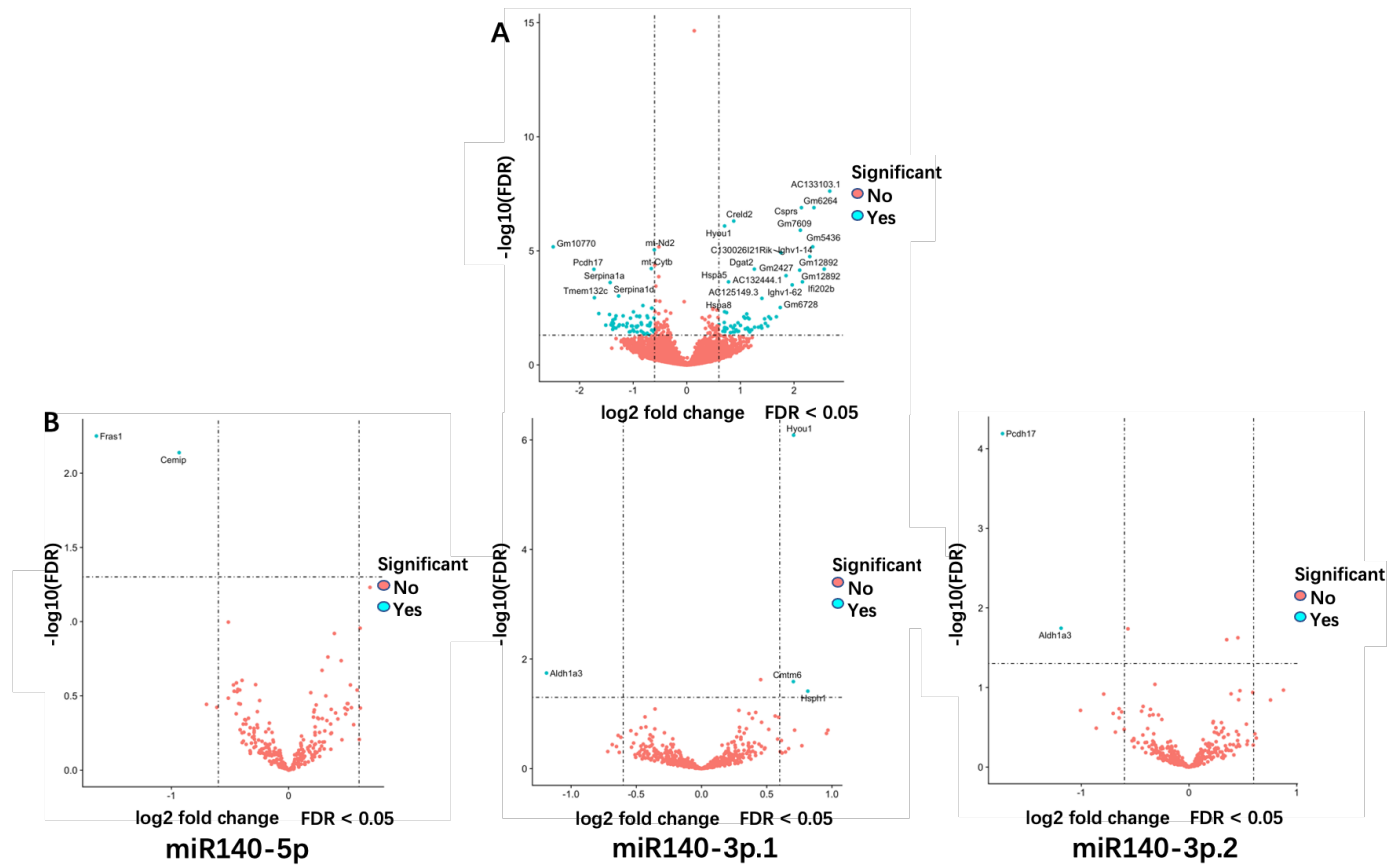 A
15
10
5
0
-log10(FDR)
-2
-1
0
1
2
log2 fold change FDR < 0.05
Significant
No
Yes
AC133103.1
Gm6264
Csprs
Creld2
Hyou1
Gm7609
Gm5436
mt-Nd2
Gm10770
C130026I21Rik
Ighv1-14
Pcdh17
mt-Cytb
Dgat2
Gm2427
Gm12892
Serpina1a
Hspa5
AC132444.1
Gm12892
Tmem132c
Serpina1d
AC125149.3
Ighv1-62
Ifi202b
Hspa8
Gm6728
B
Fras1
Cemip
2.0
1.5
.0
0.5
0.0
-log10(FDR)
-1
0
Significant
No
Yes
log2 fold change FDR < 0.05
miR140-5p
Hyou1
6
4
2
0
-log10(FDR)
Aldh1a3
Cmtm6
Hsph1
-1.0
-0.5
0.0
0.5
1.0
Significant
No
Yes
log2 fold change FDR < 0.05
miR140-3p.1
Pcdh17
4
3
2
1
0
-log10(FDR)
Aldh1a3
-1
0
1
Significant
No
Yes
log2 fold change FDR < 0.05
miR140-3p.2